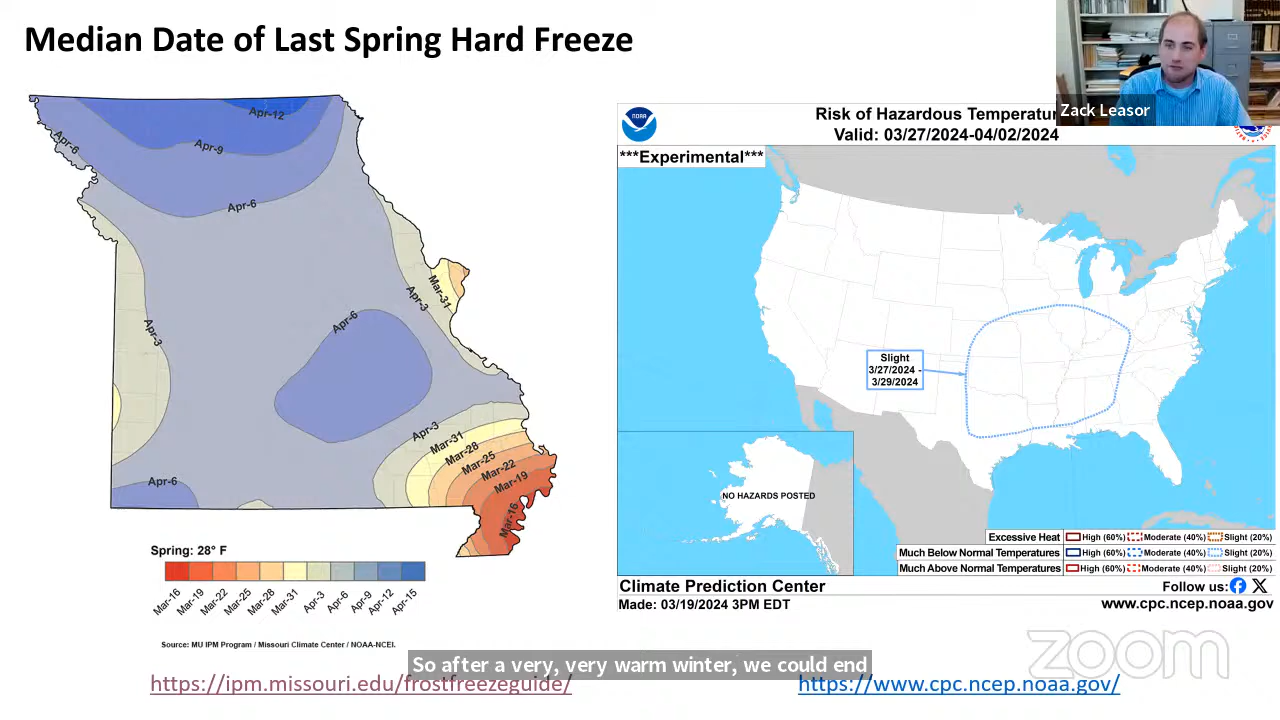 Median Date of Last Spring Hard Freeze
Zack Leasor
Apr-12
Apr-9
Apr-6
Apr-6
Mar-31
Apr-3
Apr-6
Apr-3
Apr-3
Mar-31
Mar-28
Mar-25
Mar-22
Mar-19
Mar-16
Apr-6
Spring: 28° F
Mar-16 Mar-19 Mar-22 Mar-25 Mar-28 Mar-31 Apr-3 Apr-6 Apr-9 Apr-12 Apr-15
Source: MU IPM Program / Missouri Climate Center / NOAA-NCEI.
https://ipm.missouri.edu/frostfreezeguide/
NOAA
Risk of Hazardous Temperatur
Valid: 03/27/2024-04/02/2024
***Experimental***
Slight
3/27/2024 -
3/29/2024
NO HAZARDS POSTED
Excessive Heat High (60%) Moderate (40%) Slight (20%)
Much Below Normal Temperatures High (60%) Moderate (40%) Slight (20%)
Much Above Normal Temperatures High (60%) Moderate (40%) Slight (20%)
Climate Prediction Center Follow us:
Made: 03/19/2024 3PM EDT www.cpc.ncep.noaa.gov
zoom
So after a very, very warm winter, we could end
https://www.cpc.ncep.noaa.gov/